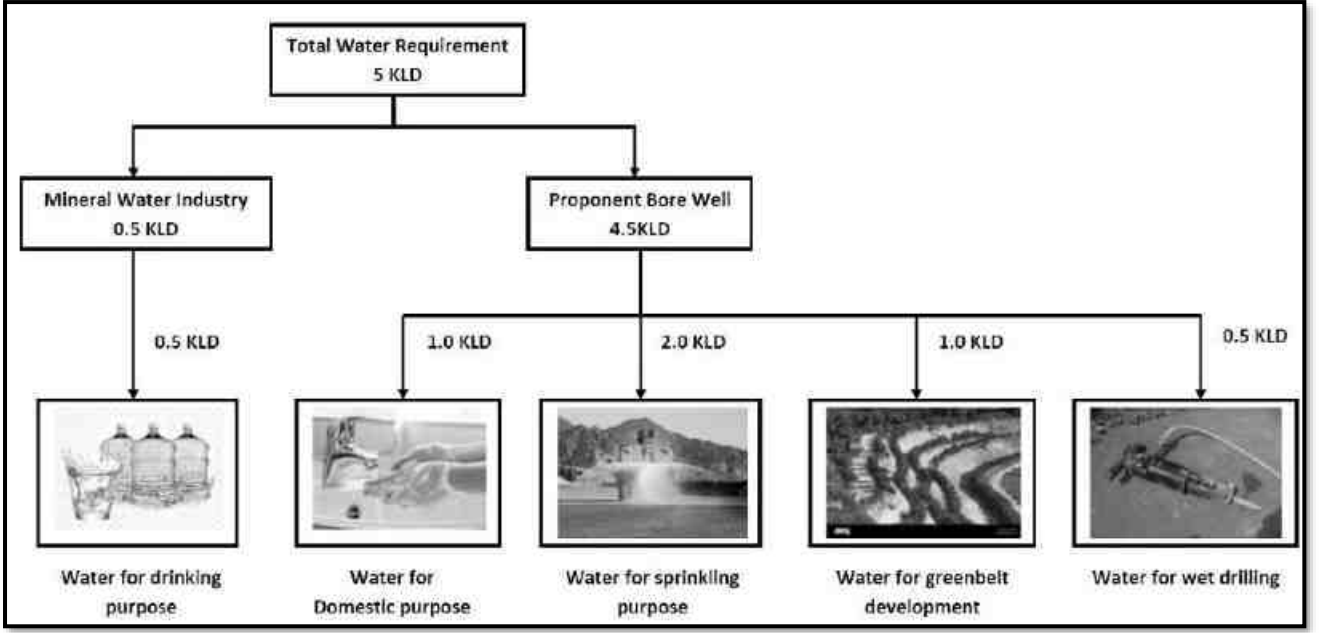 Total Water Requirement
5 KLD
Mineral Water Industry
0.5 KLD
Proponent Bore Well
4.5KLD
0.5 KLD
1.0 KLD
2.0 KLD
1.0 KLD
0.5 KLD
Water for drinking
purpose
Water for
Domestic purpose
Water for sprinkling
purpose
Water for greenbelt
development
Water for wet drilling